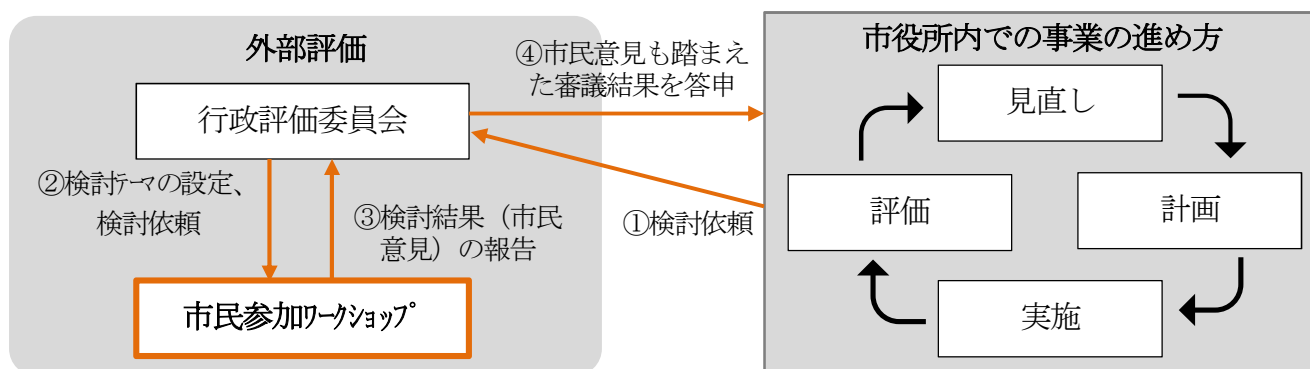 外部評価
行政評価委員会
②検討ﾃｰﾏの設定、
検討依頼
③検討結果（市民
意見）の報告
市民参加ﾜｰｸｼｮｯﾌﾟ
④市民意見も踏まえ
た審議結果を答申
①検討依頼
市役所内での事業の進め方
見直し
評価
計画
実施